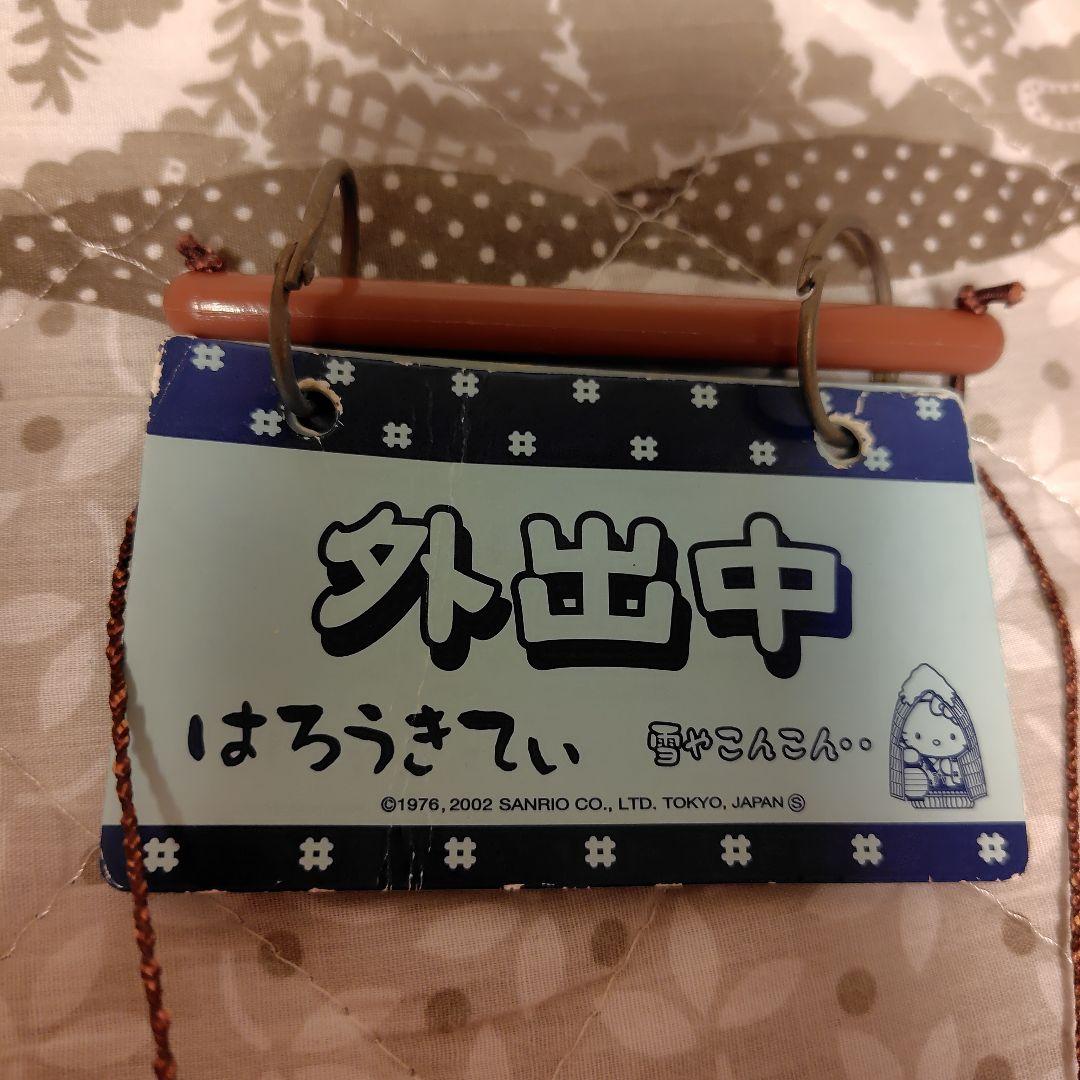 外出中
はろうきてぃ 雪やこんこん・・
©1976, 2002 SANRIO CO., LTD. TOKYO, JAPAN Ⓢ